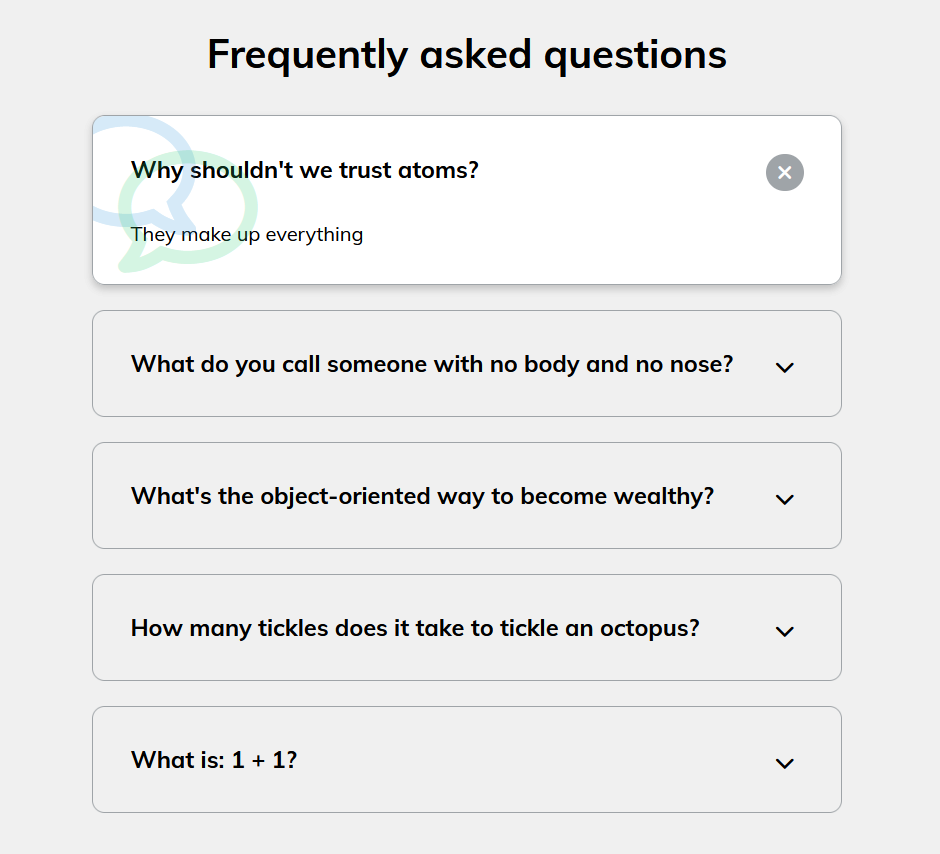 Frequently asked questions
Why shouldn't we trust atoms?
They make up everything
What do you call someone with no body and no nose?
What's the object-oriented way to become wealthy?
How many tickles does it take to tickle an octopus?
What is: 1 + 1?